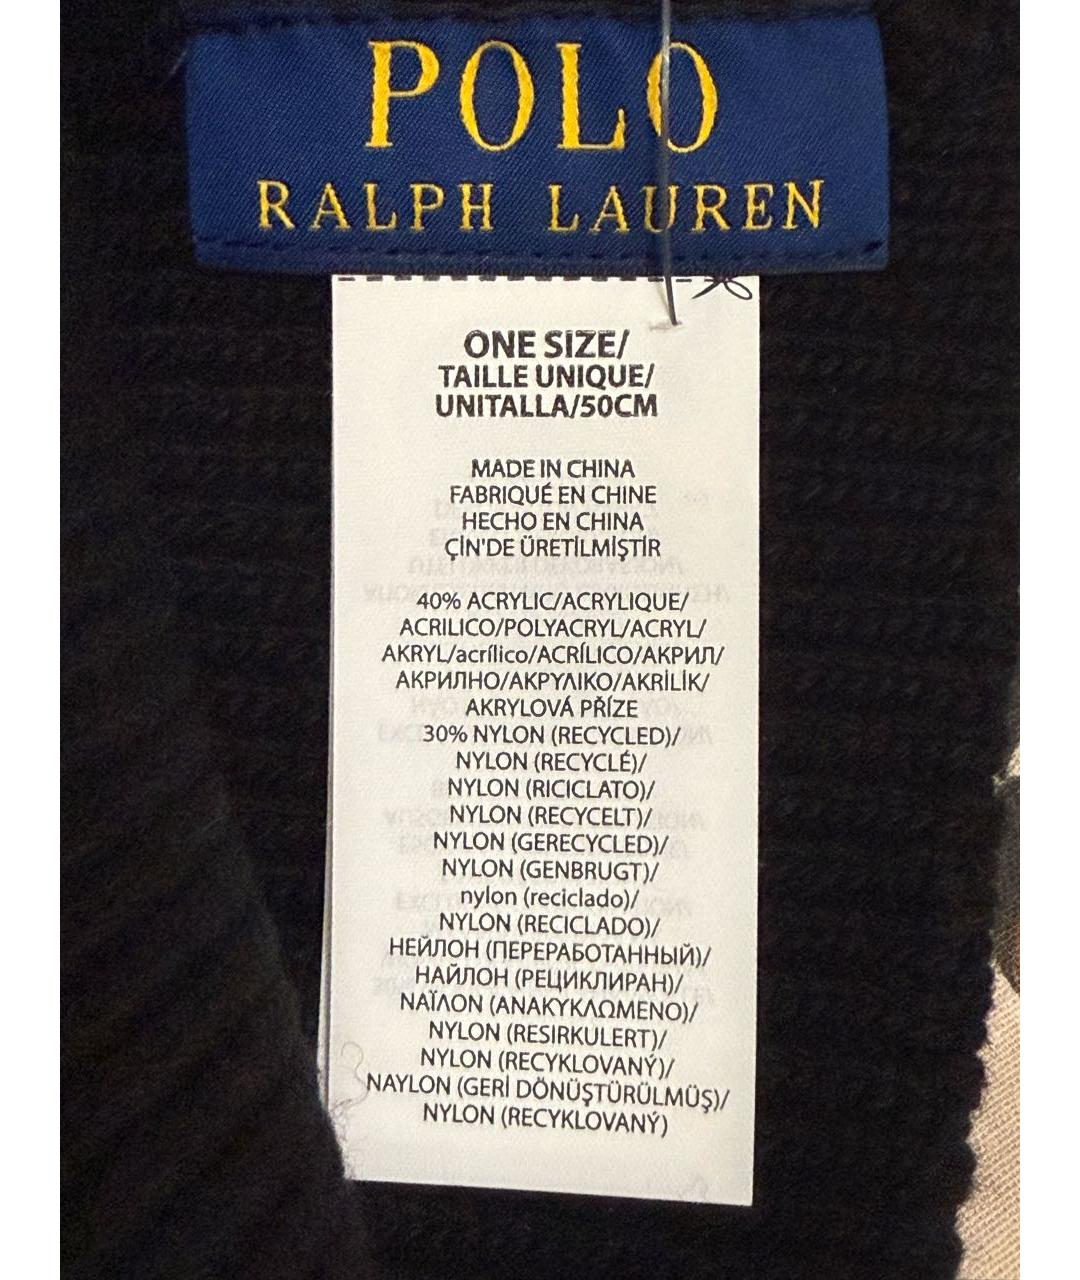 POLO
RALPH LAUREN
ONE SIZE/
TAILLE UNIQUE/
UNITALLA/50CM
MADE IN CHINA
FABRIQUÉ EN CHINE
HECHO EN CHINA
ÇİN'DE ÜRETİLMİŞTİR
40% ACRYLIC/ACRYLIQUE/
ACRILICO/POLYACRYL/ACRYL/
AKRYL/acrílico/ACRÍLICO/АКРИЛ/
АКРИЛНО/ΑΚΡΥΛΙΚΟ/AKRİLİK/
AKRYLOVÁ PŘÍZE
30% NYLON (RECYCLED)/
NYLON (RECYCLÉ)/
NYLON (RICICLATO)/
NYLON (RECYCELT)/
NYLON (GERECYCLED)/
NYLON (GENBRUGT)/
nylon (reciclado)/
NYLON (RECICLADO)/
НЕЙЛОН (ПЕРЕРАБОТАННЫЙ)/
НАЙЛОН (РЕЦИКЛИРАН)/
ΝΑΪΛΟΝ (ΑΝΑΚΥΚΛΩΜΕΝΟ)/
NYLON (RESIRKULERT)/
NYLON (RECYKLOVANÝ)/
NAYLON (GERİ DÖNÜŞTÜRÜLMÜŞ)/
NYLON (RECYKLOVANÝ)